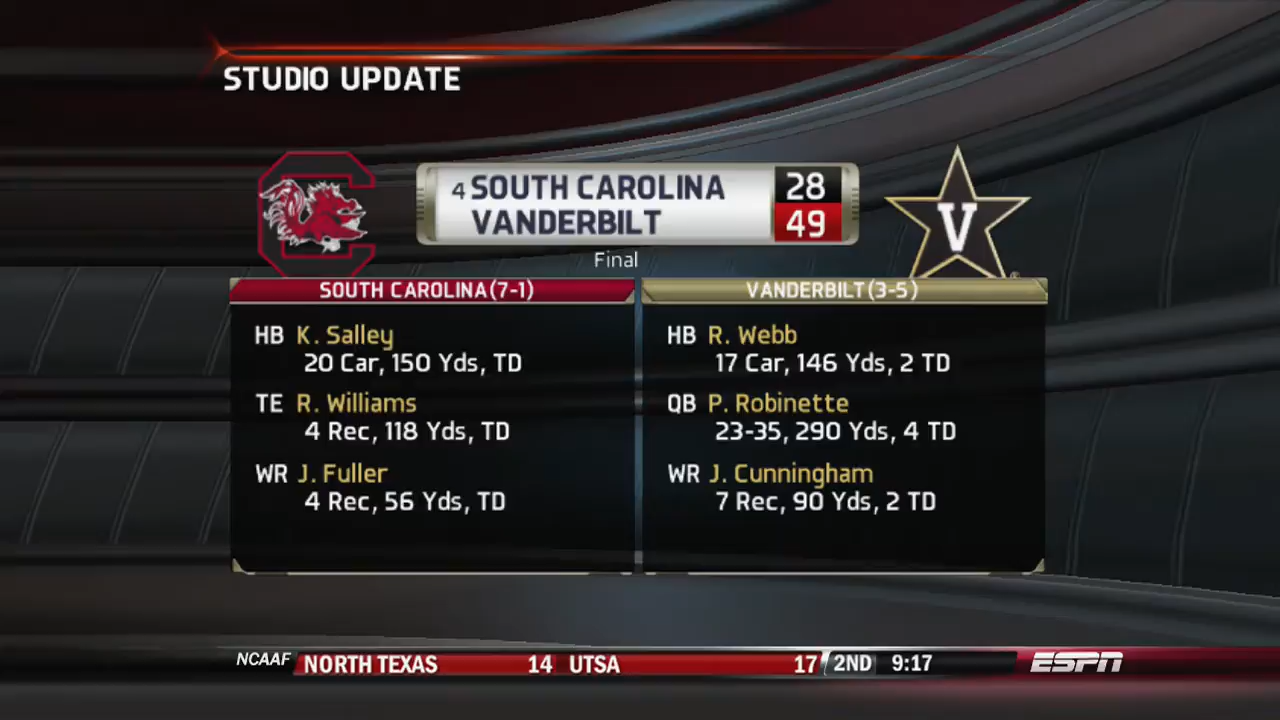 STUDIO UPDATE
4 SOUTH CAROLINA 28
VANDERBILT 49
V
Final
SOUTH CAROLINA (7-1)
HB K. Salley
20 Car, 150 Yds, TD
TE R. Williams
4 Rec, 118 Yds, TD
WR J. Fuller
4 Rec, 56 Yds, TD
VANDERBILT (3-5)
HB R. Webb
17 Car, 146 Yds, 2 TD
QB P. Robinette
23-35, 290 Yds, 4 TD
WR J. Cunningham
7 Rec, 90 Yds, 2 TD
NCAAF NORTH TEXAS 14 UTSA 17 2ND 9:17 ESPN